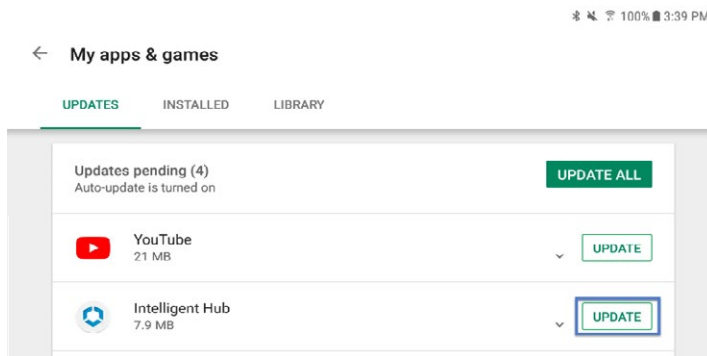 100% 3:39 PM
My apps & games
UPDATES INSTALLED LIBRARY
Updates pending (4)
Auto-update is turned on
UPDATE ALL
YouTube
21 MB
UPDATE
Intelligent Hub
7.9 MB
UPDATE